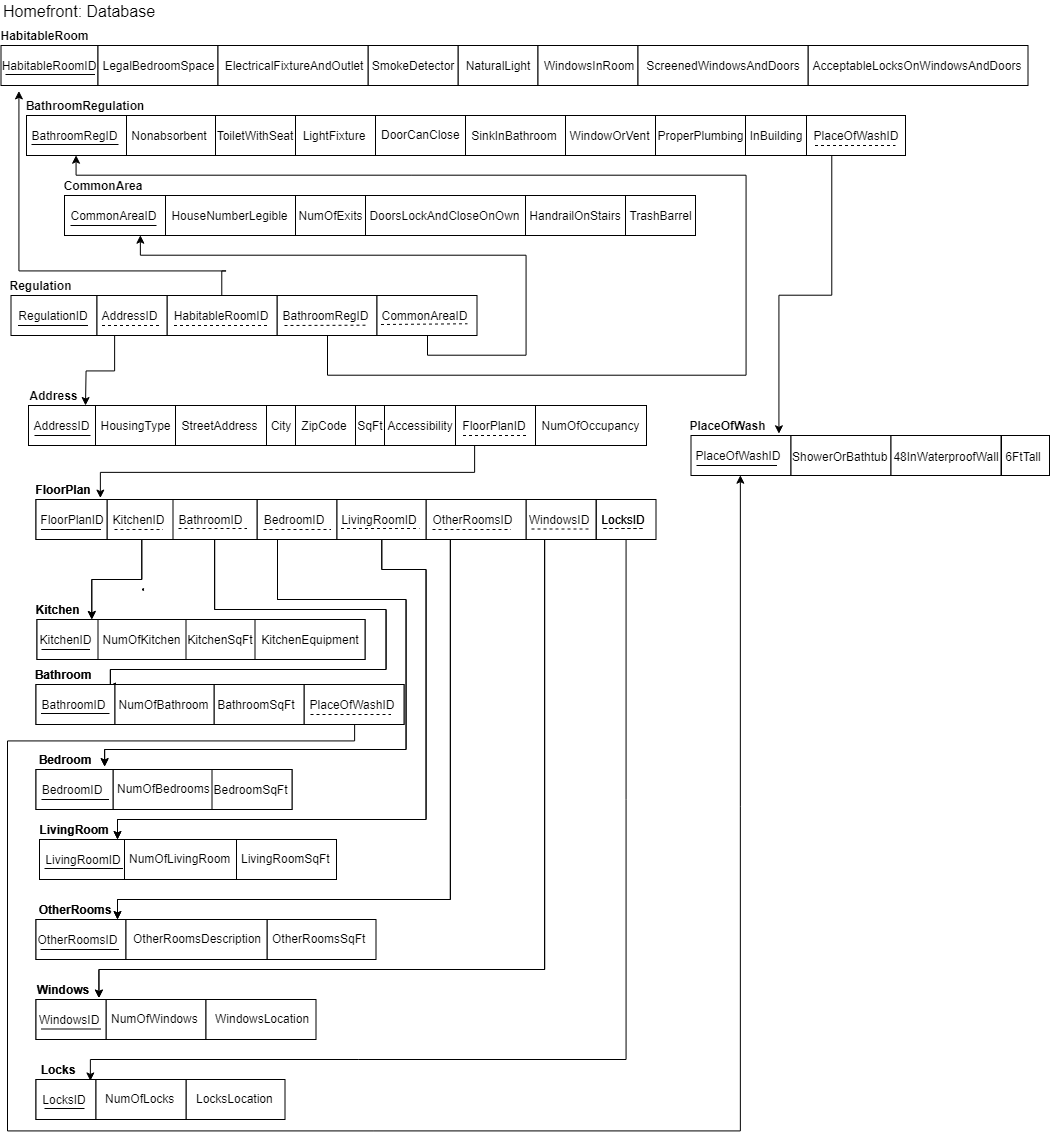 Homefront: Database
HabitableRoom
HabitableRoomID LegalBedroomSpace ElectricalFixtureAndOutlet SmokeDetector NaturalLight WindowsInRoom ScreenedWindowsAndDoors AcceptableLocksOnWindowsAndDoors
BathroomRegulation
BathroomRegID Nonabsorbent ToiletWithSeat LightFixture DoorCanClose SinkInBathroom WindowOrVent ProperPlumbing InBuilding PlaceOfWashID
CommonArea
CommonAreaID HouseNumberLegible NumOfExits DoorsLockAndCloseOnOwn HandrailOnStairs TrashBarrel
Regulation
RegulationID AddressID HabitableRoomID BathroomRegID CommonAreaID
Address
AddressID HousingType StreetAddress City ZipCode SqFt Accessibility FloorPlanID NumOfOccupancy
PlaceOfWash
PlaceOfWashID ShowerOrBathtub 48InWaterproofWall 6FtTall
FloorPlan
FloorPlanID KitchenID BathroomID BedroomID LivingRoomID OtherRoomsID WindowsID LocksID
Kitchen
KitchenID NumOfKitchen KitchenSqFt KitchenEquipment
Bathroom
BathroomID NumOfBathroom BathroomSqFt PlaceOfWashID
Bedroom
BedroomID NumOfBedrooms BedroomSqFt
LivingRoom
LivingRoomID NumOfLivingRoom LivingRoomSqFt
OtherRooms
OtherRoomsID OtherRoomsDescription OtherRoomsSqFt
Windows
WindowsID NumOfWindows WindowsLocation
Locks
LocksID NumOfLocks LocksLocation